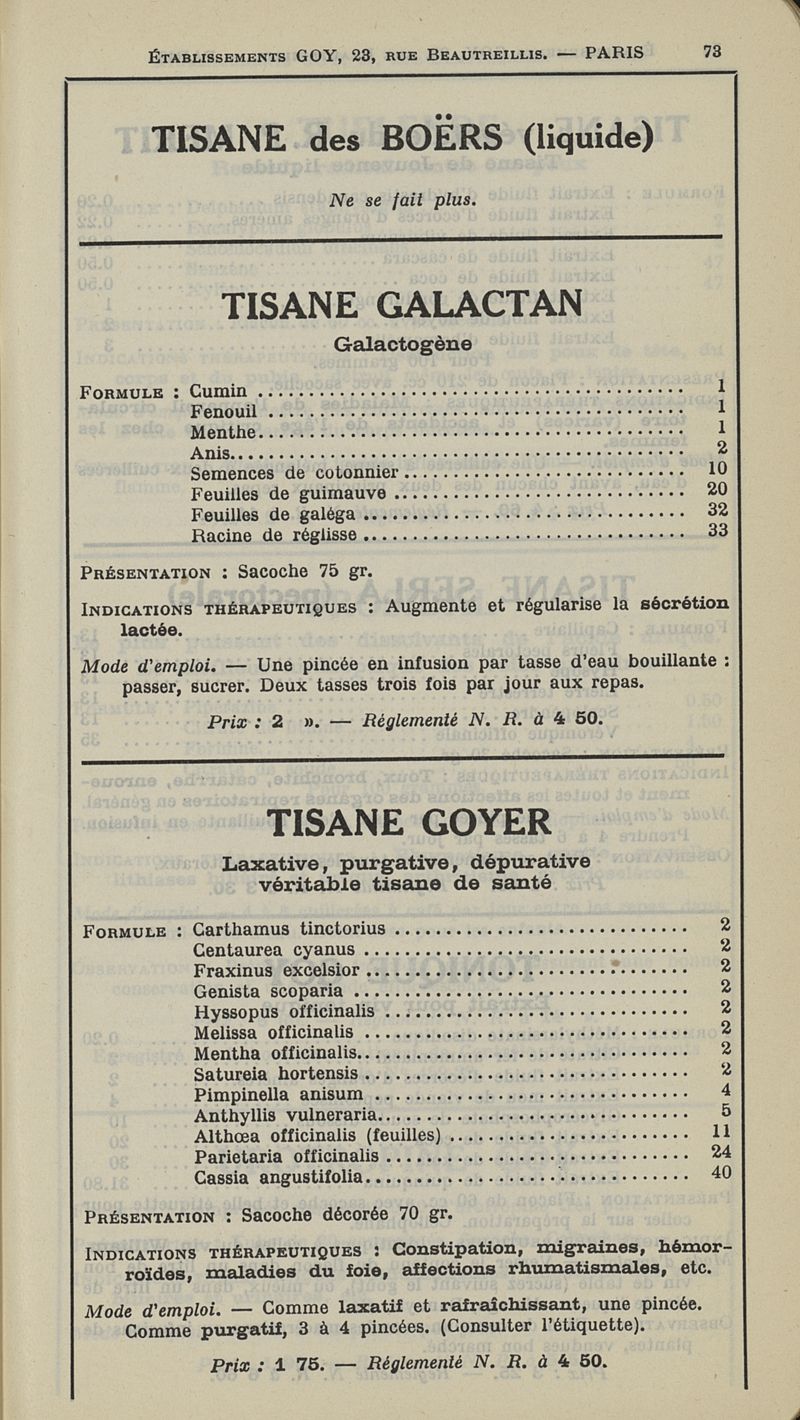 ÉTABLISSEMENTS GOY, 23, RUE BEAUTREILLIS. — PARIS 73
TISANE des BOËRS (liquide)
Ne se fait plus.
TISANE GALACTAN
Galactogène
FORMULE : Cumin ........ 1
Fenouil ........ 1
Menthe ........ 1
Anis ........ 2
Semences de cotonnier ........ 10
Feuilles de guimauve ........ 20
Feuilles de galéga ........ 32
Racine de réglisse ........ 33
PRÉSENTATION : Sacoche 75 gr.
INDICATIONS THÉRAPEUTIQUES : Augmente et régularise la sécrétion
lactée.
Mode d'emploi. — Une pincée en infusion par tasse d'eau bouillante :
passer, sucrer. Deux tasses trois fois par jour aux repas.
Prix : 2 ». — Réglementé N. R. à 4 50.
TISANE GOYER
Laxative, purgative, dépurative
véritable tisane de santé
FORMULE : Carthamus tinctorius ........ 2
Centaurea cyanus ........ 2
Fraxinus excelsior ........ 2
Genista scoparia ........ 2
Hyssopus officinalis ........ 2
Melissa officinalis ........ 2
Mentha officinalis ........ 2
Satureia hortensis ........ 2
Pimpinella anisum ........ 4
Anthyllis vulneraria ........ 5
Althœa officinalis (feuilles) ........ 11
Parietaria officinalis ........ 24
Cassia angustifolia ........ 40
PRÉSENTATION : Sacoche décorée 70 gr.
INDICATIONS THÉRAPEUTIQUES : Constipation, migraines, hémor-
roïdes, maladies du foie, affections rhumatismales, etc.
Mode d'emploi. — Comme laxatif et rafraîchissant, une pincée.
Comme purgatif, 3 à 4 pincées. (Consulter l'étiquette).
Prix : 1 75. — Réglementé N. R. à 4 50.